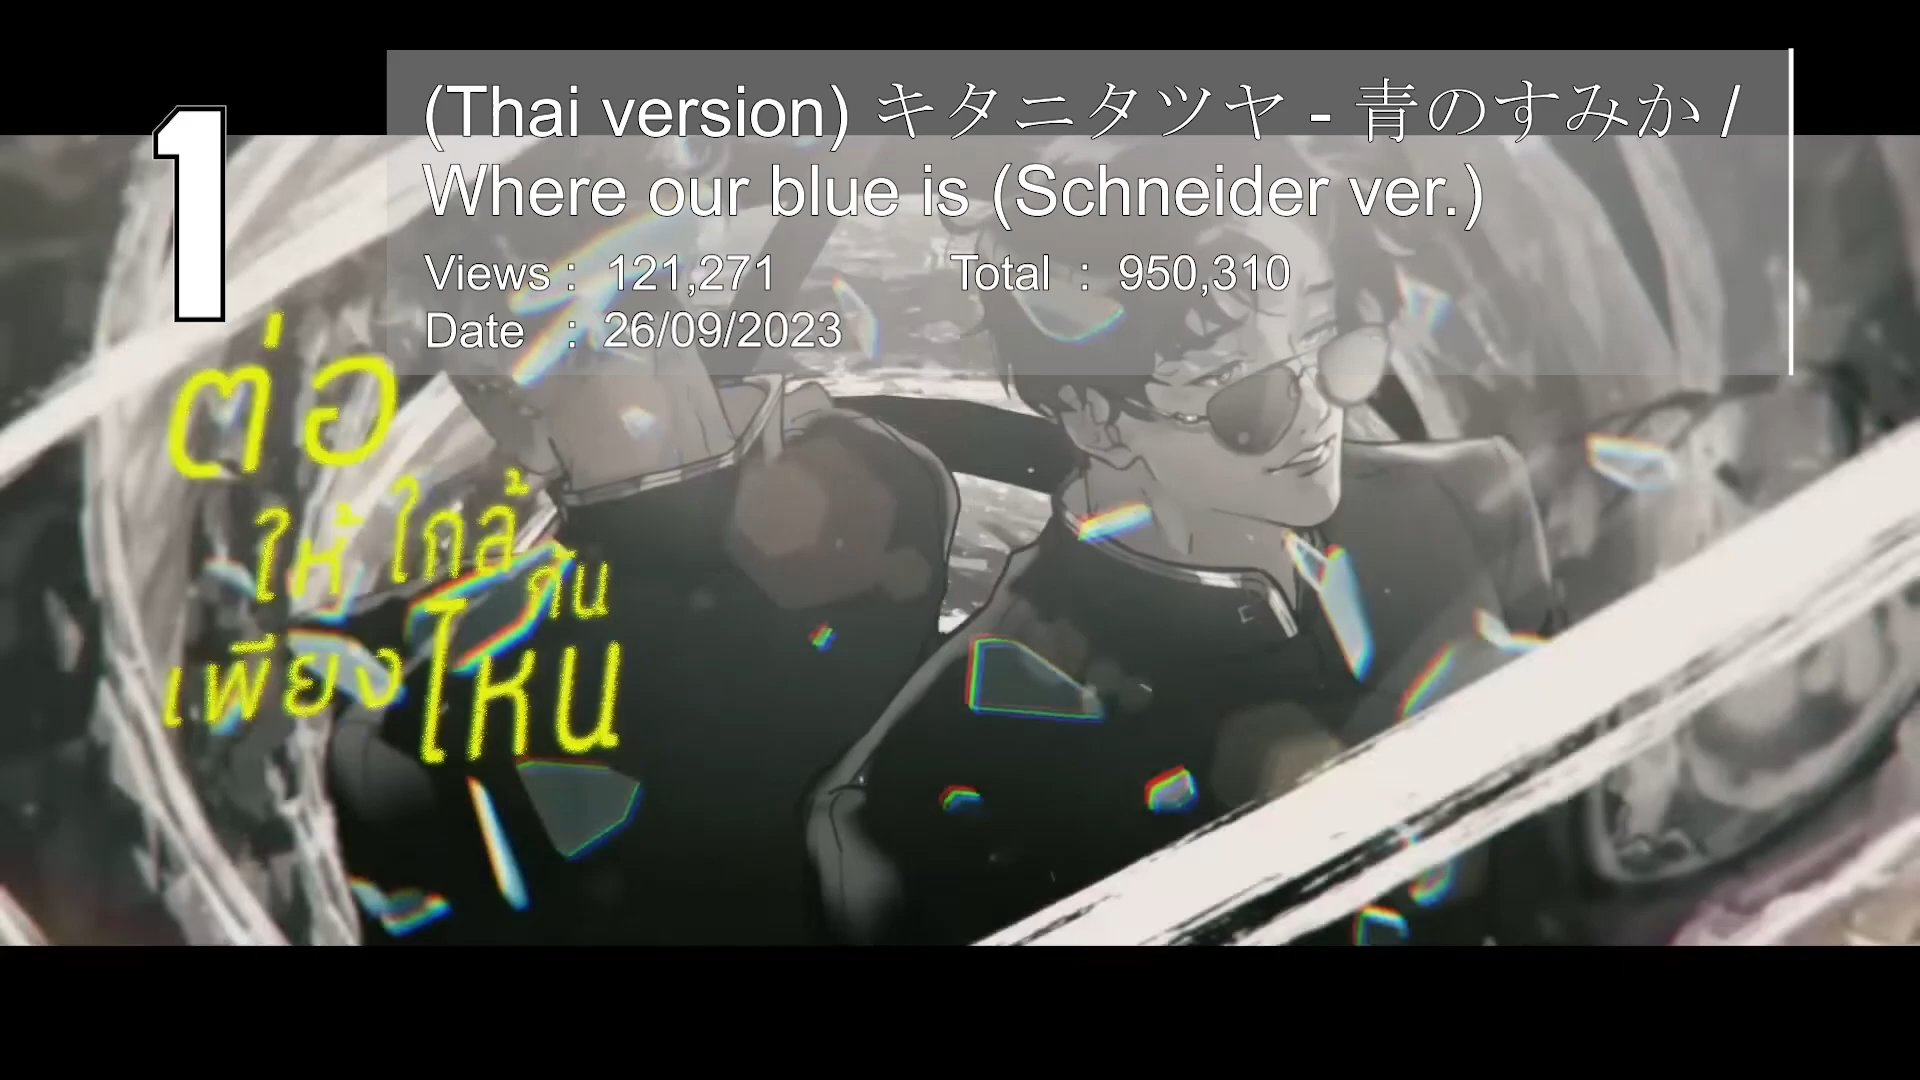 1
(Thai version) キタニタツヤ - 青のすみか /
Where our blue is (Schneider ver.)
Views : 121,271 Total : 950,310
Date : 26/09/2023
ต่อ
ให้ ใกล้ กัน
เพียงไหน